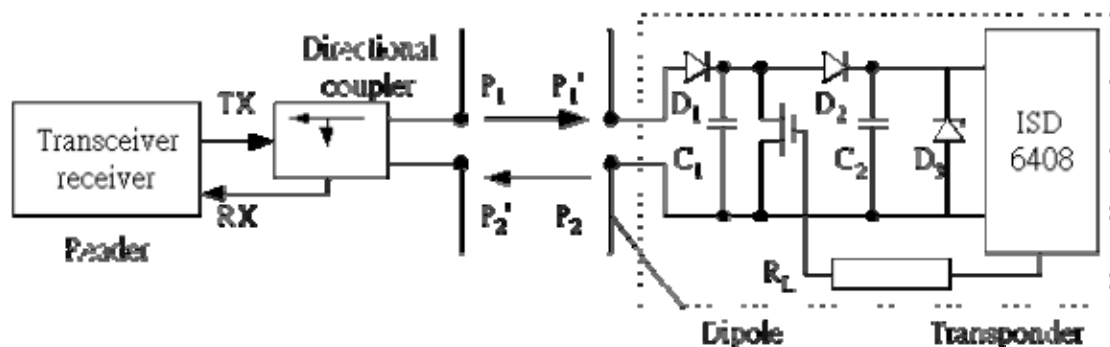 Directional
coupler
TX
Transceiver
receiver
RX
Reader
P1
P1'
P2'
P2
D1
C1
D2
C2
D3
ISD
6408
RL
Dipole
Transponder